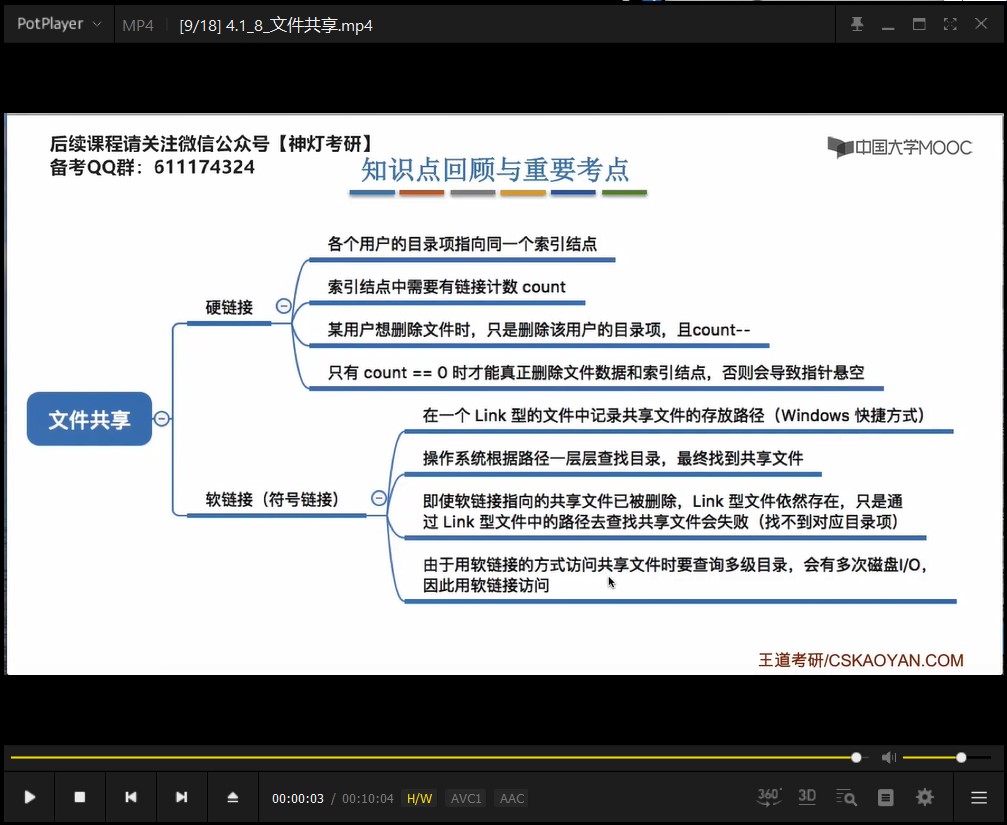 PotPlayer
MP4
[9/18] 4.1_8_文件共享.mp4
后续课程请关注微信公众号【神灯考研】
备考QQ群：611174324
中国大学MOOC
知识点回顾与重要考点
各个用户的目录项指向同一个索引结点
索引结点中需要有链接计数 count
硬链接
某用户想删除文件时，只是删除该用户的目录项，且count--
只有 count == 0 时才能真正删除文件数据和索引结点，否则会导致指针悬空
文件共享
在一个 Link 型的文件中记录共享文件的存放路径（Windows 快捷方式）
操作系统根据路径一层层查找目录，最终找到共享文件
软链接（符号链接）
即使软链接指向的共享文件已被删除，Link 型文件依然存在，只是通
过 Link 型文件中的路径去查找共享文件会失败（找不到对应目录项）
由于用软链接的方式访问共享文件时要查询多级目录，会有多次磁盘I/O，
因此用软链接访问
王道考研/CSKAOYAN.COM
00:00:03 / 00:10:04 H/W AVC1 AAC
360° 3D